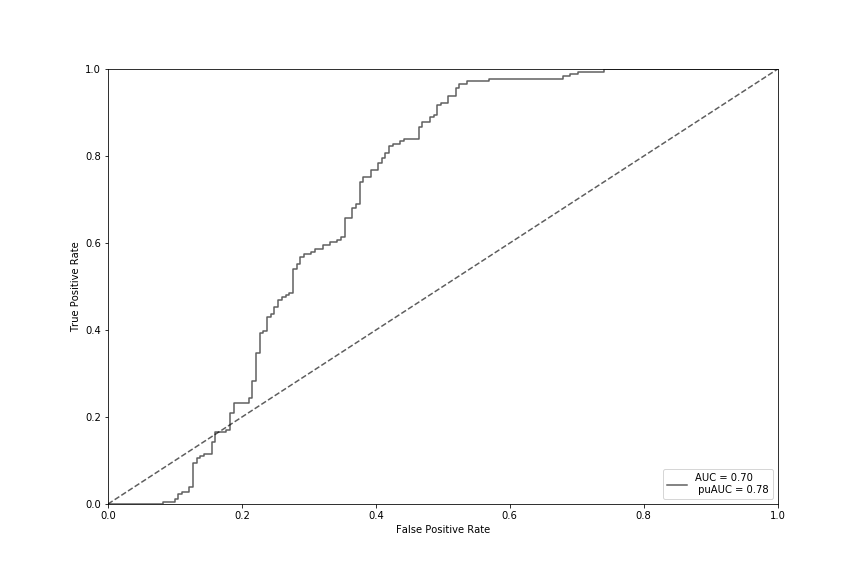 1.0
0.8
0.6
0.4
0.2
0.0
True Positive Rate
AUC = 0.70
puAUC = 0.78
0.0 0.2 0.4 0.6 0.8 1.0
False Positive Rate